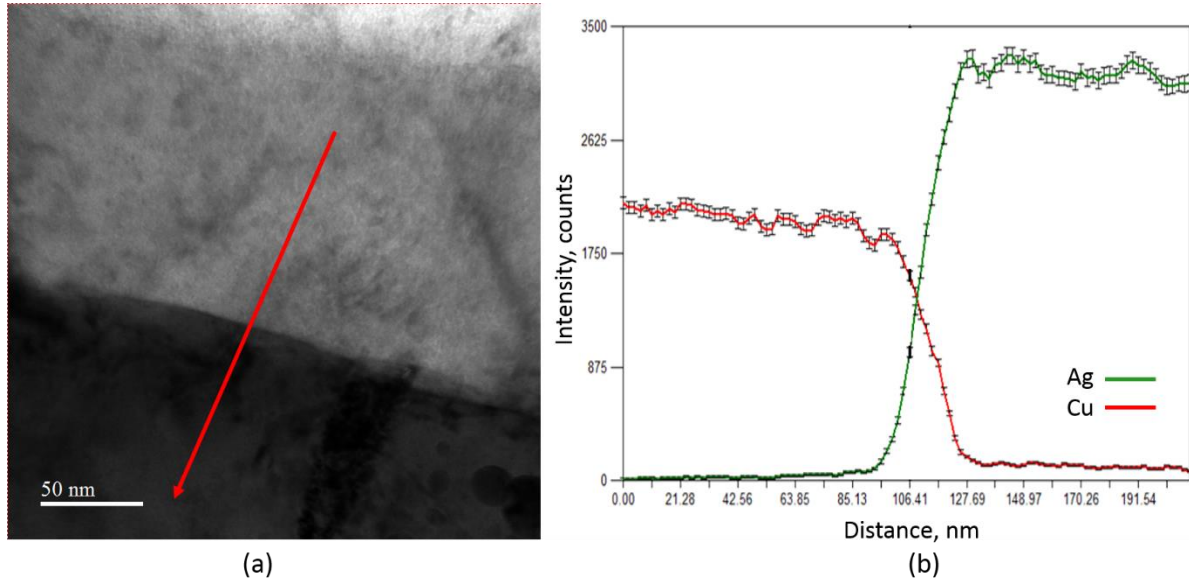 50 nm
(a)
3500
2625
1750
875
0
Intensity, counts
Ag
Cu
0.00 21.28 42.56 63.85 85.13 106.41 127.69 148.97 170.26 191.54
Distance, nm
(b)